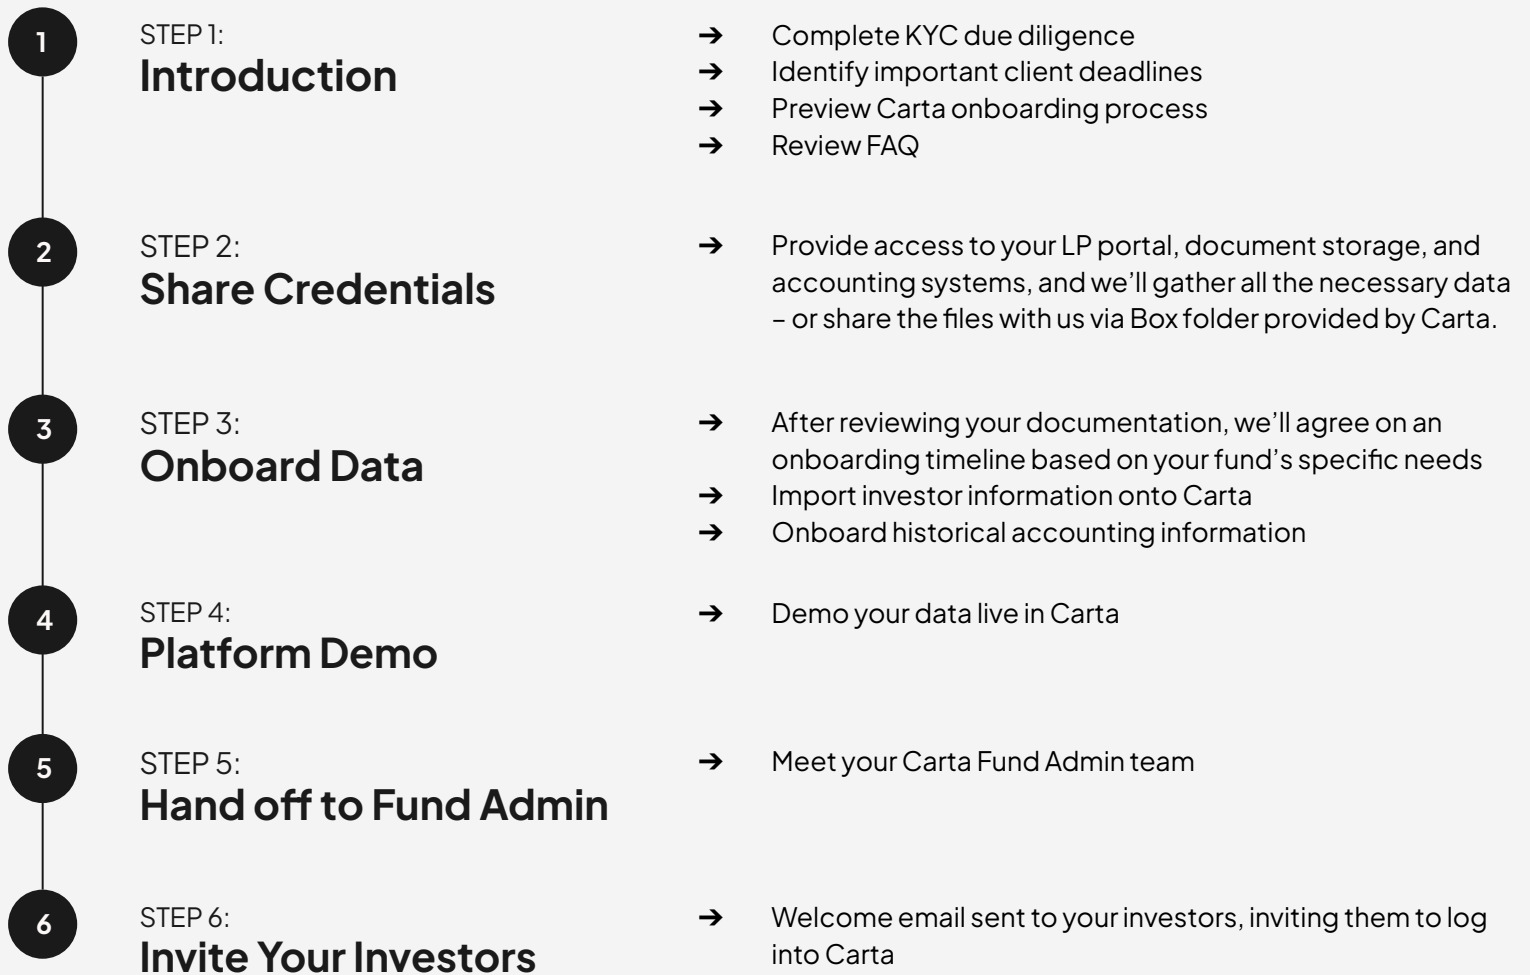 1
STEP 1:
Introduction
➔ Complete KYC due diligence
➔ Identify important client deadlines
➔ Preview Carta onboarding process
➔ Review FAQ
2
STEP 2:
Share Credentials
➔ Provide access to your LP portal, document storage, and
accounting systems, and we’ll gather all the necessary data
– or share the files with us via Box folder provided by Carta.
3
STEP 3:
Onboard Data
➔ After reviewing your documentation, we’ll agree on an
onboarding timeline based on your fund’s specific needs
➔ Import investor information onto Carta
➔ Onboard historical accounting information
4
STEP 4:
Platform Demo
➔ Demo your data live in Carta
5
STEP 5:
Hand off to Fund Admin
➔ Meet your Carta Fund Admin team
6
STEP 6:
Invite Your Investors
➔ Welcome email sent to your investors, inviting them to log
into Carta